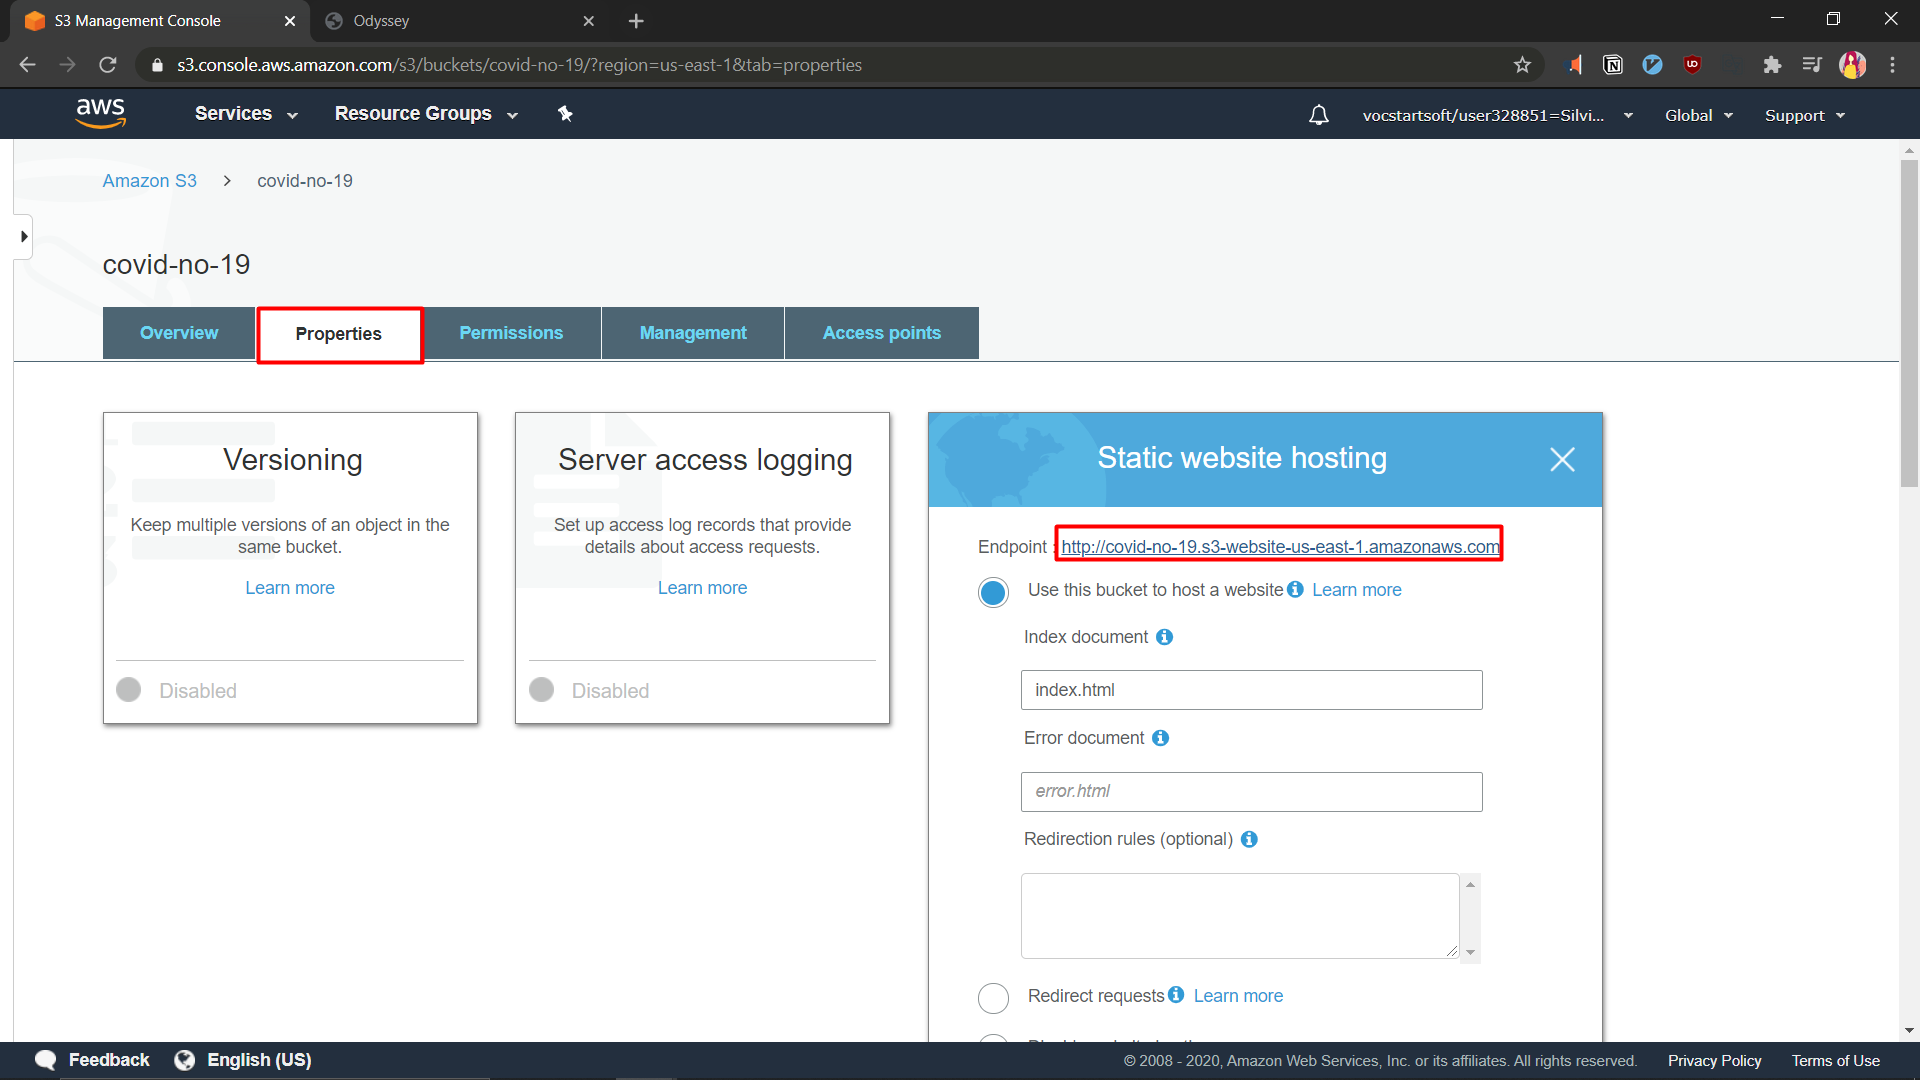 S3 Management Console
Odyssey
s3.console.aws.amazon.com/s3/buckets/covid-no-19/?region=us-east-1&tab=properties
aws
Services
Resource Groups
vocstartsoft/user328851=Silvi...
Global
Support
Amazon S3 > covid-no-19
covid-no-19
Overview
Properties
Permissions
Management
Access points
Versioning
Keep multiple versions of an object in the
same bucket.
Learn more
Disabled
Server access logging
Set up access log records that provide
details about access requests.
Learn more
Disabled
Static website hosting
Endpoint : http://covid-no-19.s3-website-us-east-1.amazonaws.com
Use this bucket to host a website Learn more
Index document
index.html
Error document
error.html
Redirection rules (optional)
Redirect requests Learn more
Feedback
English (US)
© 2008 - 2020, Amazon Web Services, Inc. or its affiliates. All rights reserved.
Privacy Policy
Terms of Use